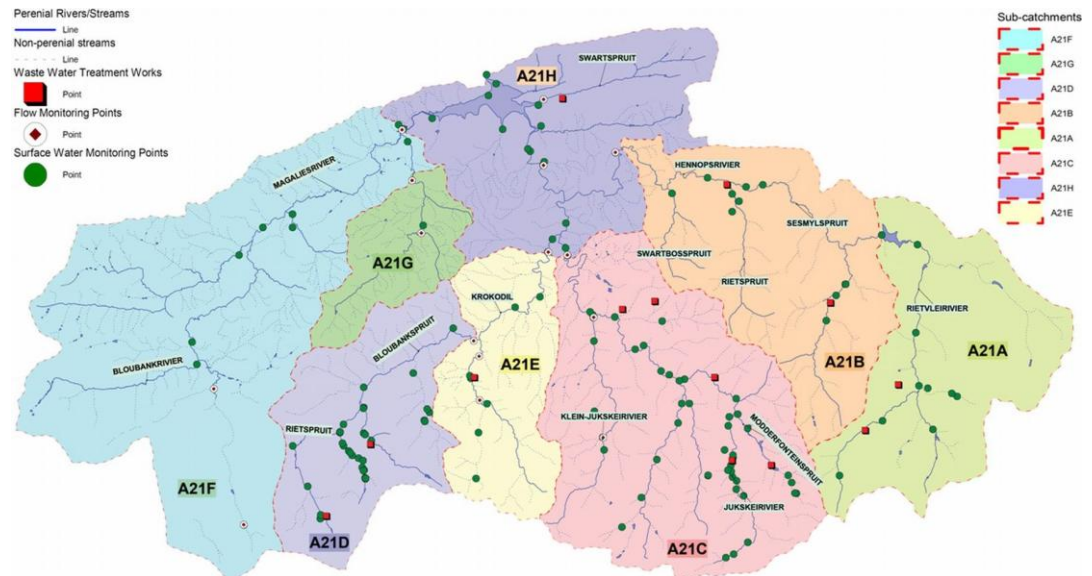 Perenial Rivers/Streams
Line
Non-perenial streams
Line
Waste Water Treatment Works
Point
Flow Monitoring Points
Point
Surface Water Monitoring Points
Point
Sub-catchments
A21F
A21G
A21D
A21B
A21A
A21C
A21H
A21E
SWARTSPRUIT
A21H
MAGALIESRIVIER
HENNOPSRIVIER
SESMYLSPRUIT
A21G
SWARTBOSSPRUIT
RIETSPRUIT
KROKODIL
RIETVLEIRIVIER
BLOUBANKSPRUIT
A21E
A21B
A21A
BLOUBANKRIVIER
KLEIN-JUKSKEIRIVIER
MODDERFONTEINSPRUIT
RIETSPRUIT
A21F
JUKSKEIRIVIER
A21D
A21C